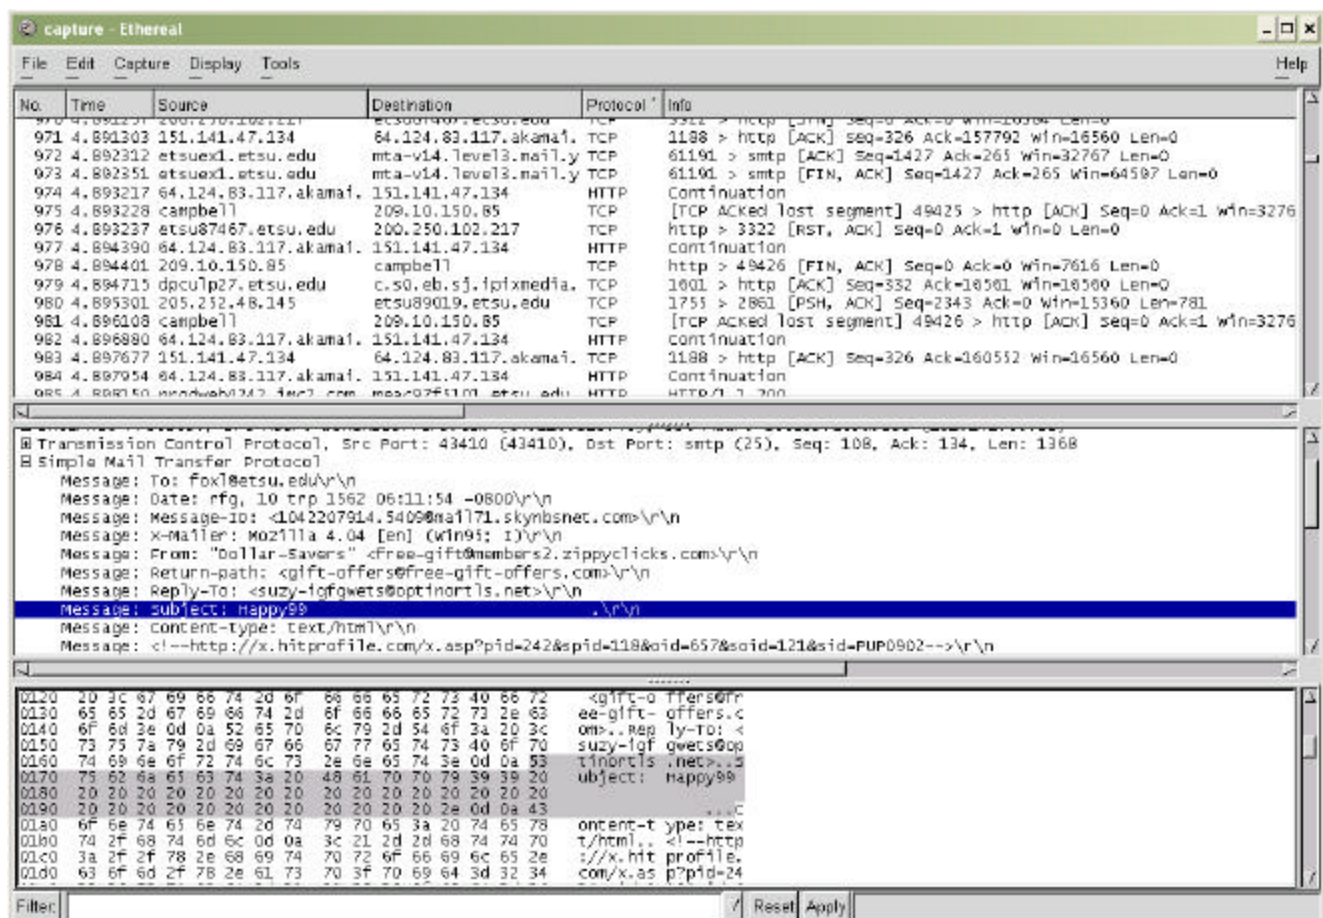 capture - Ethereal
File Edit Capture Display Tools Help
No. Time Source Destination Protocol Info
971 4.891303 151.141.47.134 64.124.83.117.akamai. TCP 1188 > http [ACK] Seq=326 Ack=157792 Win=16560 Len=0
972 4.892312 etsuex1.etsu.edu mta-v14.level3.mail.y TCP 61191 > smtp [ACK] Seq=1427 Ack=265 Win=32767 Len=0
973 4.892351 etsuex1.etsu.edu mta-v14.level3.mail.y TCP 61191 > smtp [FIN, ACK] Seq=1427 Ack=265 Win=64507 Len=0
974 4.893217 64.124.83.117.akamai. 151.141.47.134 HTTP Continuation
975 4.893228 campbell 209.10.150.85 TCP [TCP ACKed lost segment] 49425 > http [ACK] Seq=0 Ack=1 Win=3276
976 4.893237 etsu87467.etsu.edu 200.250.102.217 TCP http > 3322 [RST, ACK] Seq=0 Ack=1 Win=0 Len=0
977 4.894390 64.124.83.117.akamai. 151.141.47.134 HTTP Continuation
978 4.894401 209.10.150.85 campbell TCP http > 49426 [FIN, ACK] Seq=0 Ack=0 Win=7616 Len=0
979 4.894715 dpculp27.etsu.edu c.s0.eb.sj.ipixmedia. TCP 1601 > http [ACK] Seq=332 Ack=16561 Win=16560 Len=0
980 4.895301 205.252.48.145 etsu89019.etsu.edu TCP 1755 > 2861 [PSH, ACK] Seq=2343 Ack=0 Win=15360 Len=781
981 4.896108 campbell 209.10.150.85 TCP [TCP ACKed lost segment] 49426 > http [ACK] Seq=0 Ack=1 Win=3276
982 4.896880 64.124.83.117.akamai. 151.141.47.134 HTTP Continuation
983 4.897677 151.141.47.134 64.124.83.117.akamai. TCP 1188 > http [ACK] Seq=326 Ack=160552 Win=16560 Len=0
984 4.897954 64.124.83.117.akamai. 151.141.47.134 HTTP Continuation
Transmission Control Protocol, Src Port: 43410 (43410), Dst Port: smtp (25), Seq: 108, Ack: 134, Len: 1368
Simple Mail Transfer Protocol
Message: To: foxl@etsu.edu\r\n
Message: Date: rfg, 10 trp 1562 06:11:54 -0800\r\n
Message: Message-ID: <1042207914.5409@mail71.skynbsnet.com>\r\n
Message: X-Mailer: Mozilla 4.04 [en] (Win95; I)\r\n
Message: From: "Dollar-Savers" <free-gift@members2.zippyclicks.com>\r\n
Message: Return-path: <gift-offers@free-gift-offers.com>\r\n
Message: Reply-To: <suzy-igfgwets@optinortls.net>\r\n
Message: Subject: Happy99 .\r\n
Message: Content-type: text/html\r\n
Message: <!--http://x.hitprofile.com/x.asp?pid=242&spid=118&oid=657&soid=121&sid=PUP0902-->\r\n
0120 20 3c 67 69 66 74 2d 6f 66 66 65 72 73 40 66 72 <gift-o ffers@fr
0130 65 65 2d 67 69 66 74 2d 6f 66 66 65 72 73 2e 63 ee-gift- offers.c
0140 6f 6d 3e 0d 0a 52 65 70 6c 79 2d 54 6f 3a 20 3c om>..Rep ly-To: <
0150 73 75 7a 79 2d 69 67 66 67 77 65 74 73 40 6f 70 suzy-igf gwets@op
0160 74 69 6e 6f 72 74 6c 73 2e 6e 65 74 3e 0d 0a 53 tinortls .net>..S
0170 75 62 6a 65 63 74 3a 20 48 61 70 70 79 39 39 20 ubject: Happy99
0180 20 20 20 20 20 20 20 20 20 20 20 20 20 20 20 20
0190 20 20 20 20 20 20 20 20 20 20 20 20 2e 0d 0a 43 ...C
01a0 6f 6e 74 65 6e 74 2d 74 79 70 65 3a 20 74 65 78 ontent-t ype: tex
01b0 74 2f 68 74 6d 6c 0d 0a 3c 21 2d 2d 68 74 74 70 t/html.. <!--http
01c0 3a 2f 2f 78 2e 68 69 74 70 72 6f 66 69 6c 65 2e ://x.hit profile.
01d0 63 6f 6d 2f 78 2e 61 73 70 3f 70 69 64 3d 32 34 com/x.as p?pid=24
Filter: Reset Apply